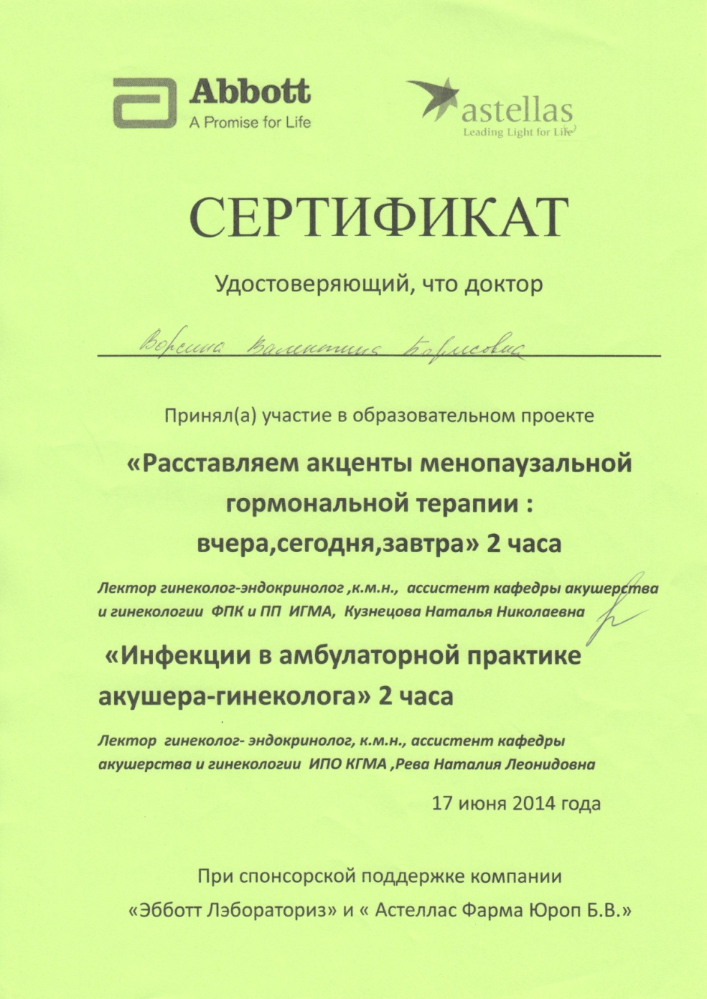 Abbott
A Promise for Life
astellas
Leading Light for Life
СЕРТИФИКАТ
Удостоверяющий, что доктор
Ворсина Валентина Борисовна
Принял(а) участие в образовательном проекте
«Расставляем акценты менопаузальной
гормональной терапии :
вчера,сегодня,завтра» 2 часа
Лектор гинеколог-эндокринолог ,к.м.н., ассистент кафедры акушерства
и гинекологии ФПК и ПП ИГМА, Кузнецова Наталья Николаевна
«Инфекции в амбулаторной практике
акушера-гинеколога» 2 часа
Лектор гинеколог- эндокринолог, к.м.н., ассистент кафедры
акушерства и гинекологии ИПО КГМА ,Рева Наталия Леонидовна
17 июня 2014 года
При спонсорской поддержке компании
«Эбботт Лэбораториз» и « Астеллас Фарма Юроп Б.В.»